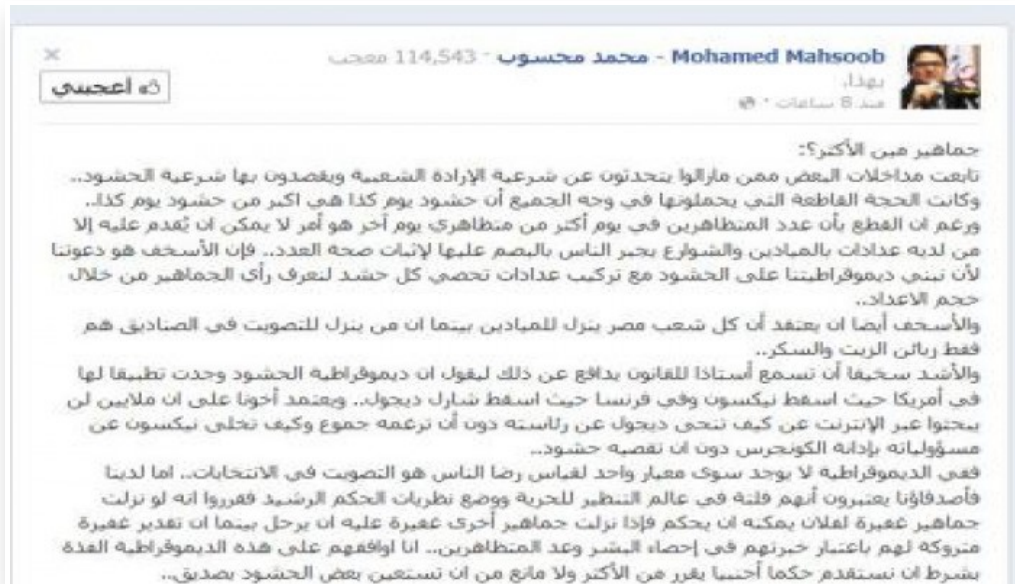 Mohamed Mahsoob - محمد محسوب · 114,543 معجب
بهذا.
منذ 8 ساعات ·
أعجبني
جماهير مين الأكثر؟:
تابعت مداخلات البعض ممن مازالوا يتحدثون عن شرعية الإرادة الشعبية ويقصدون بها شرعية الحشود..
وكانت الحجة القاطعة التي يحملونها في وجه الجميع أن حشود يوم كذا هي اكبر من حشود يوم كذا..
ورغم ان القطع بأن عدد المتظاهرين في يوم أكثر من متظاهري يوم آخر هو أمر لا يمكن ان يُقدم عليه إلا
من لديه عدادات بالميادين والشوارع يجبر الناس بالبصم عليها لإثبات صحة العدد.. فإن الأسخف هو دعوتنا
لأن نبني ديموقراطيتنا على الحشود مع تركيب عدادات تحصي كل حشد لنعرف رأي الجماهير من خلال
حجم الاعداد..
والأسخف أيضا ان يعتقد أن كل شعب مصر ينزل للميادين بينما ان من ينزل للتصويت في الصناديق هم
فقط زبائن الزيت والسكر..
والأشد سخيفا أن تسمع أستاذا للقانون يدافع عن ذلك ليقول ان ديموقراطية الحشود وجدت تطبيقا لها
في أمريكا حيث اسقط نيكسون وفي فرنسا حيث اسقط شارل ديجول.. ويعتمد أخونا على ان ملايين لن
يبحثوا عبر الإنترنت عن كيف تنحى ديجول عن رئاسته دون أن ترغمه جموع وكيف تخلى نيكسون عن
مسؤولياته بإدانة الكونجرس دون ان تقصيه حشود..
ففي الديموقراطية لا يوجد سوى معيار واحد لقياس رضا الناس هو التصويت في الانتخابات.. اما لدينا
فأصدقاؤنا يعتبرون أنهم فلتة في عالم التنظير للحرية ووضع نظريات الحكم الرشيد فقرروا انه لو نزلت
جماهير غفيرة لفلان يمكنه ان يحكم فإذا نزلت جماهير أخرى غفيرة عليه ان يرحل بينما ان تقدير غفيرة
متروكة لهم باعتبار خبرتهم في إحصاء البشر وعد المتظاهرين.. انا اوافقهم على هذه الديموقراطية الفذة
بشرط ان نستقدم حكما أجنبيا يقرر من الأكثر ولا مانع من ان تستعين بعض الحشود بصديق..